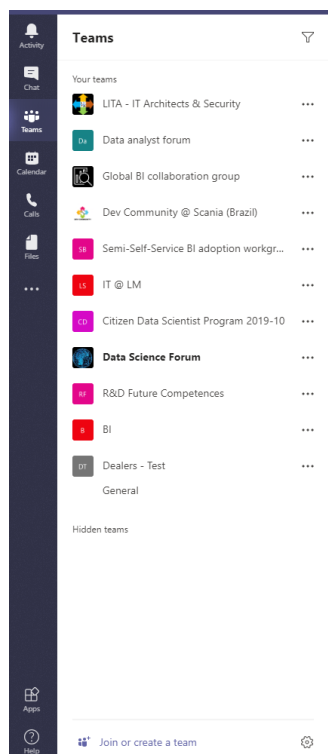 Activity
Chat
Teams
Calendar
Calls
Files
Apps
Help
Teams
Your teams
LITA - IT Architects & Security
Da Data analyst forum
Global BI collaboration group
Dev Community @ Scania (Brazil)
SB Semi-Self-Service BI adoption workgr...
LS IT @ LM
CD Citizen Data Scientist Program 2019-10
Data Science Forum
RF R&D Future Competences
B BI
DT Dealers - Test
General
Hidden teams
Join or create a team